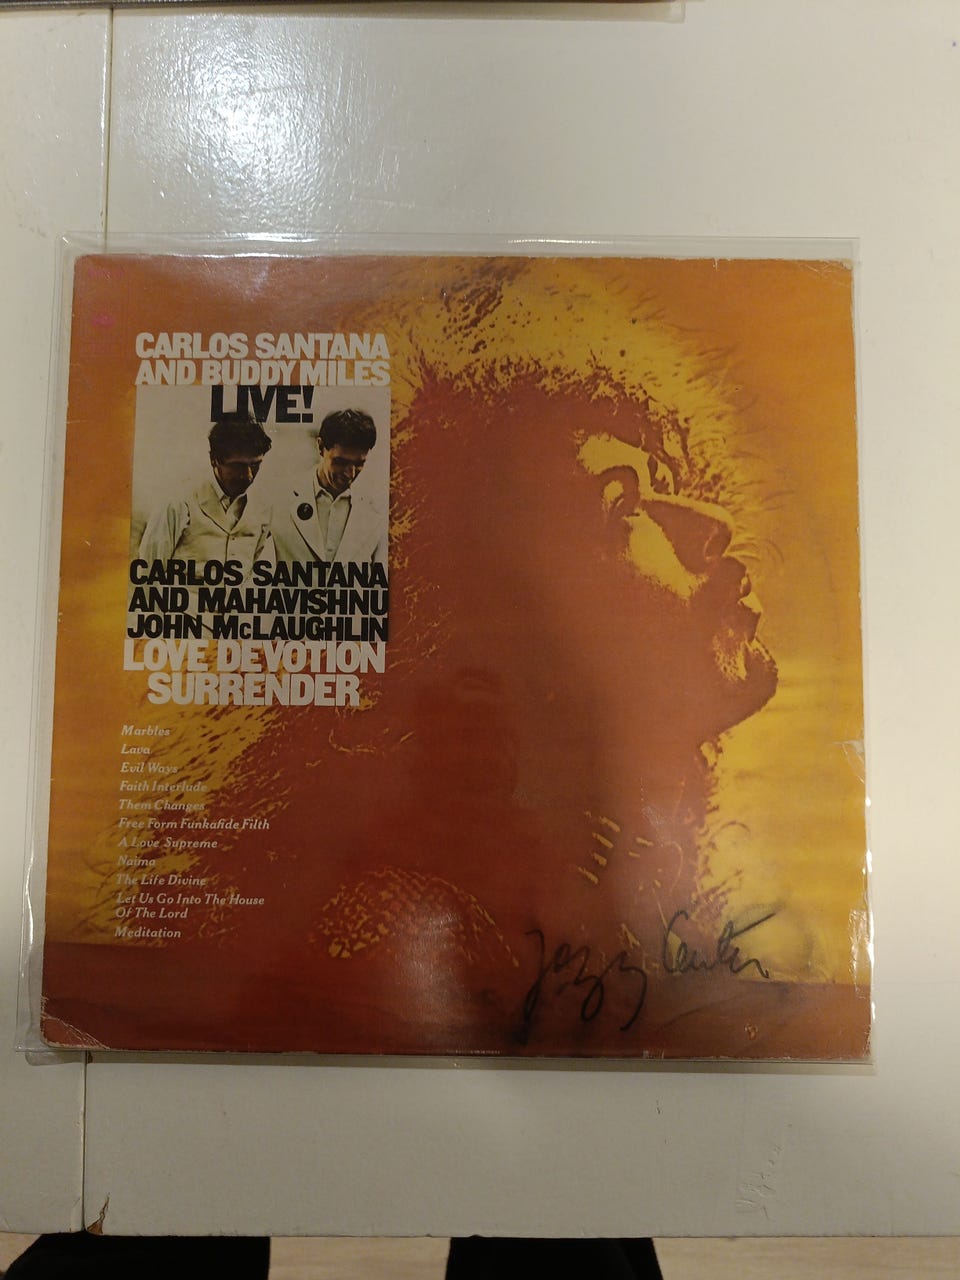 CARLOS SANTANA
AND BUDDY MILES
LIVE!
CARLOS SANTANA
AND MAHAVISHNU
JOHN McLAUGHLIN
LOVE DEVOTION
SURRENDER
Marbles
Lava
Evil Ways
Faith Interlude
Them Changes
Free Form Funkafide Filth
A Love Supreme
Naima
The Life Divine
Let Us Go Into The House
Of The Lord
Meditation
Jazzy